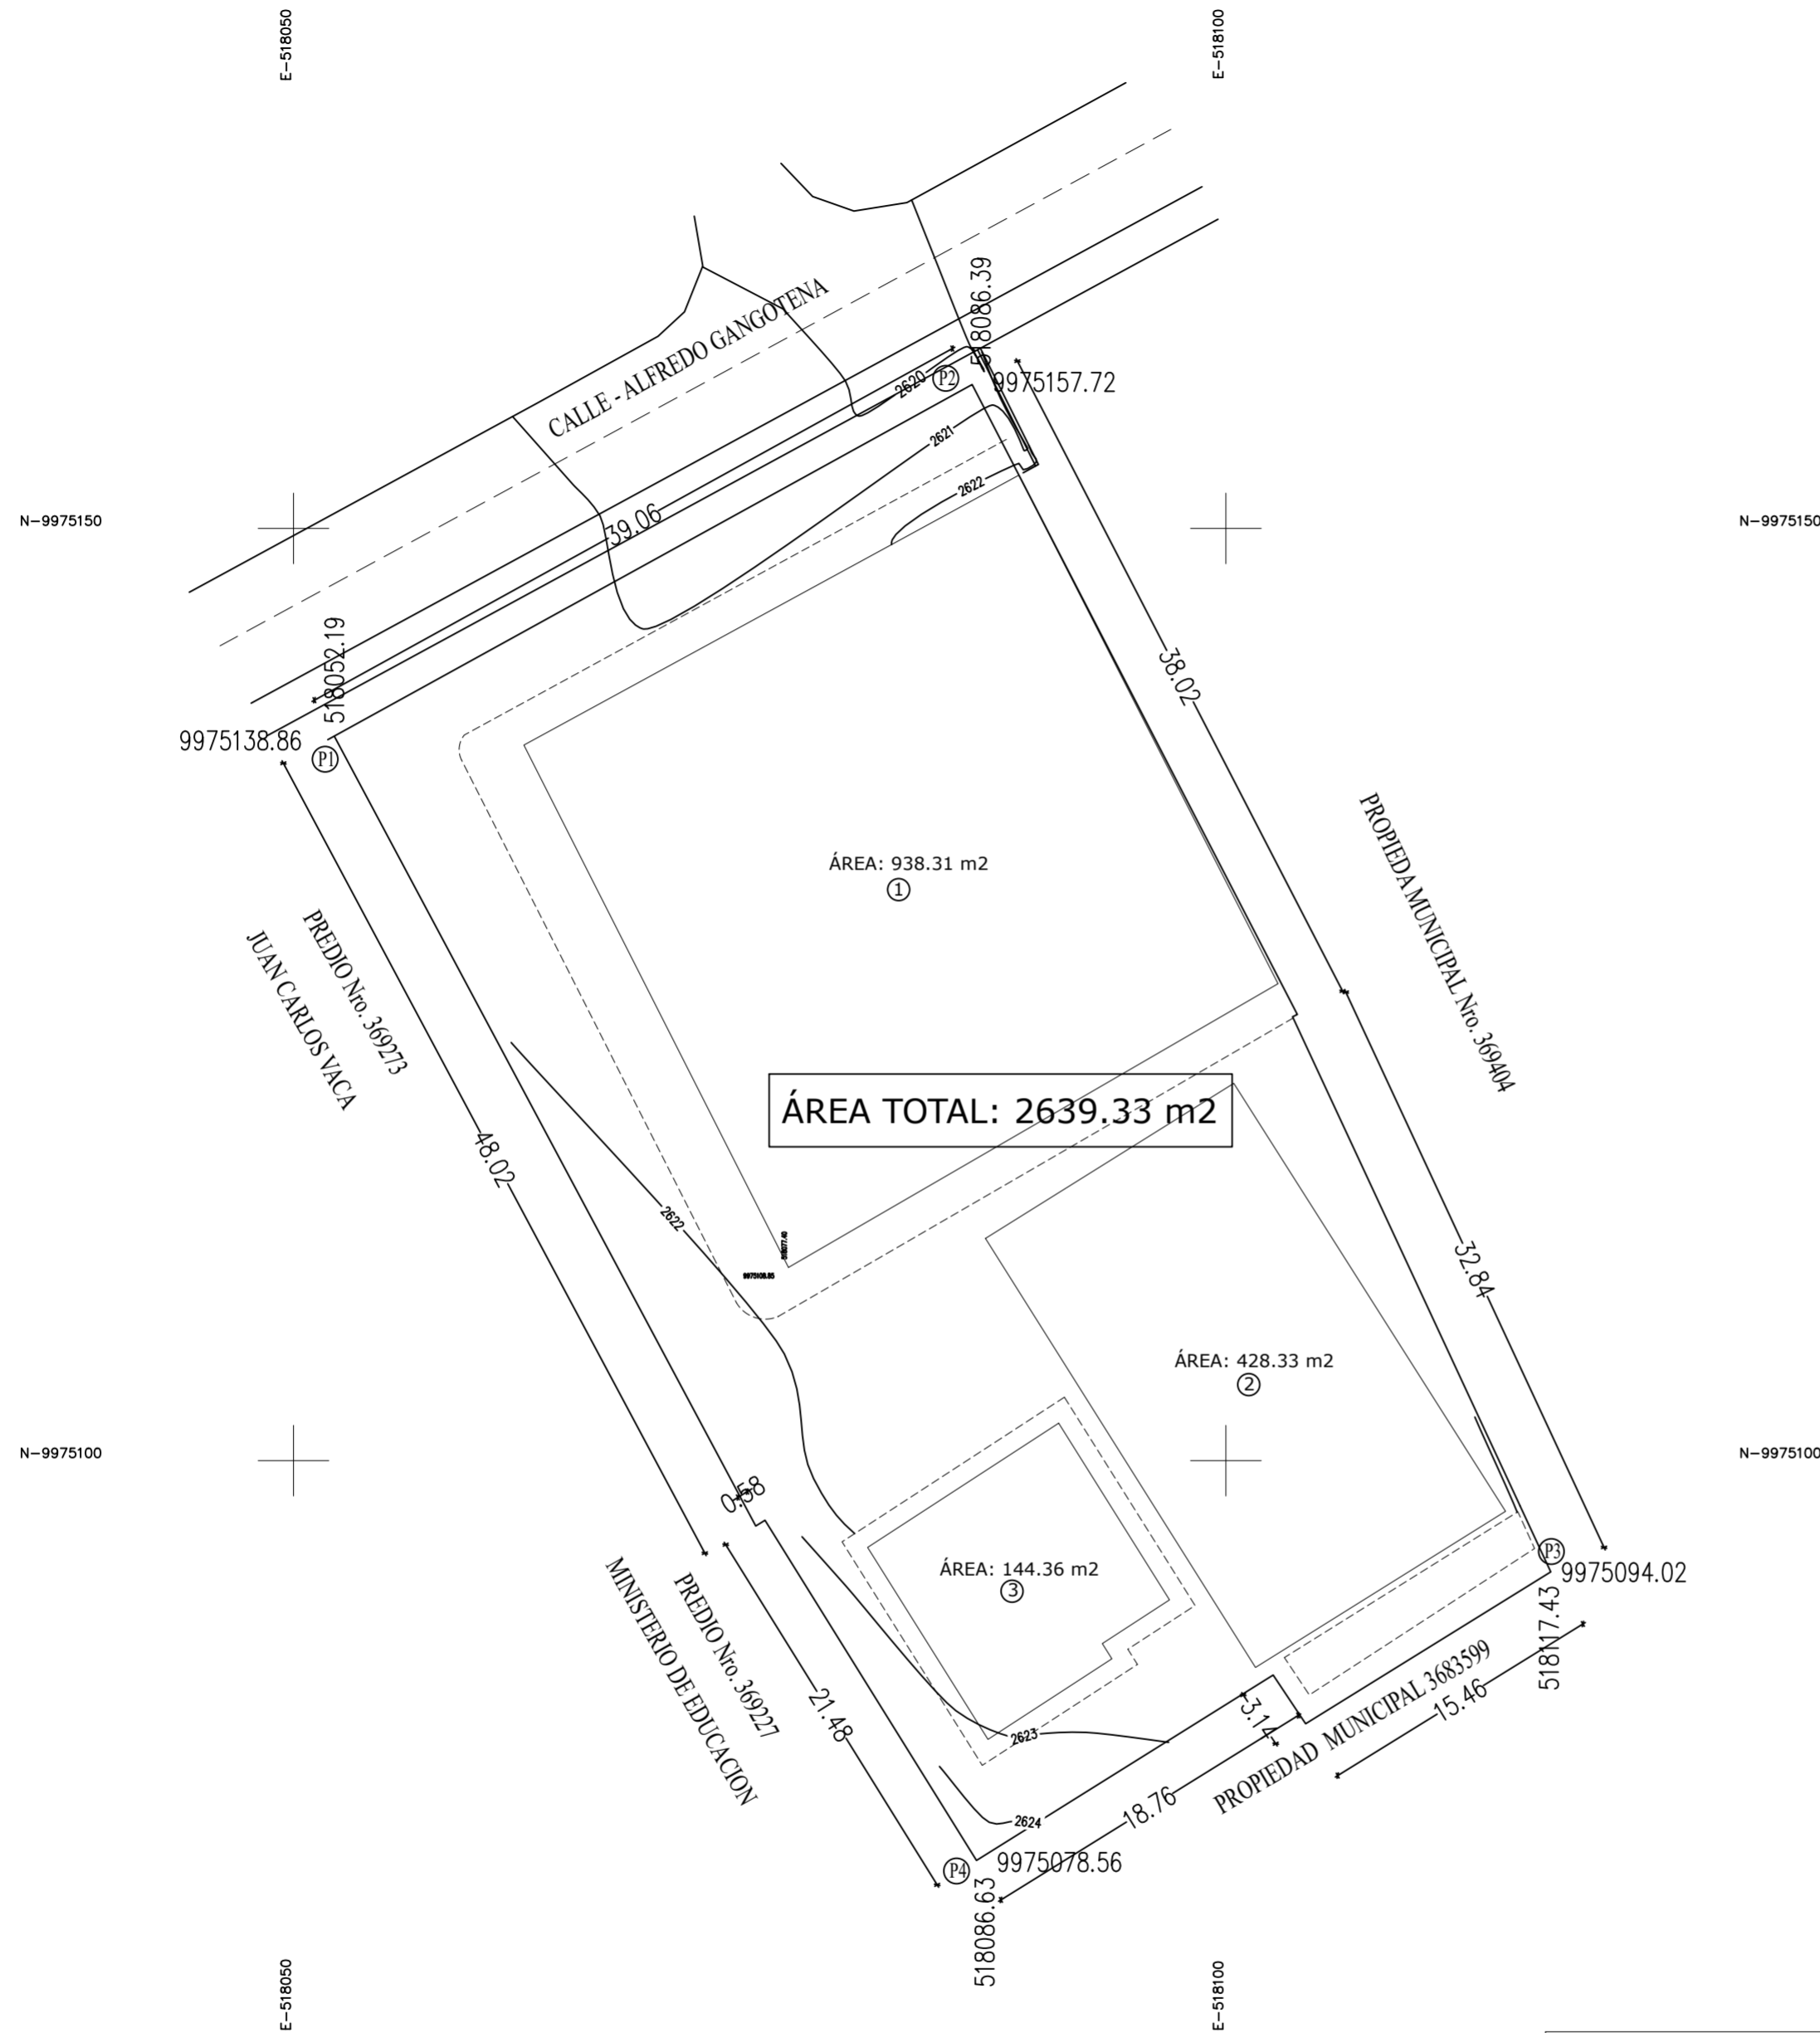 E-518050
E-518100
518086.39
CALLE - ALFREDO GANGOTENA
2620
P2
9975157.72
2621
2622
N-9975150
N-9975150
39.06
518052.19
38.02
9975138.86
P1
ÁREA: 938.31 m2
1
PROPIEDA MUNICIPAL Nro. 369404
PREDIO Nro. 369273
JUAN CARLOS VACA
ÁREA TOTAL: 2639.33 m2
48.02
2622
518077.40
9975108.85
32.84
ÁREA: 428.33 m2
2
N-9975100
N-9975100
0.58
P3
9975094.02
ÁREA: 144.36 m2
3
518117.43
PREDIO Nro. 369227
MINISTERIO DE EDUCACION
21.48
3.14
PROPIEDAD MUNICIPAL 3683599
15.46
2623
18.76
2624
P4
9975078.56
518086.63
E-518050
E-518100